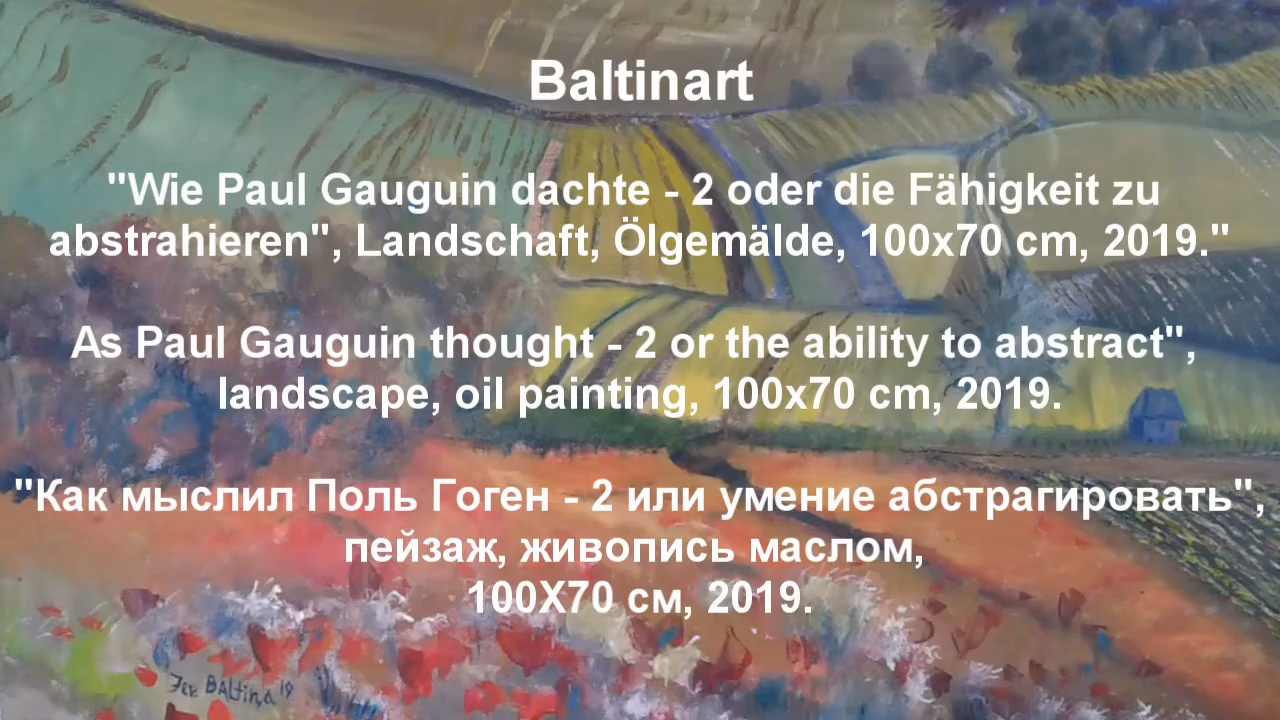 Baltinart
"Wie Paul Gauguin dachte - 2 oder die Fähigkeit zu
abstrahieren", Landschaft, Ölgemälde, 100x70 cm, 2019."
As Paul Gauguin thought - 2 or the ability to abstract",
landscape, oil painting, 100x70 cm, 2019.
"Как мыслил Поль Гоген - 2 или умение абстрагировать",
пейзаж, живопись маслом,
100X70 см, 2019.
BAltina 19